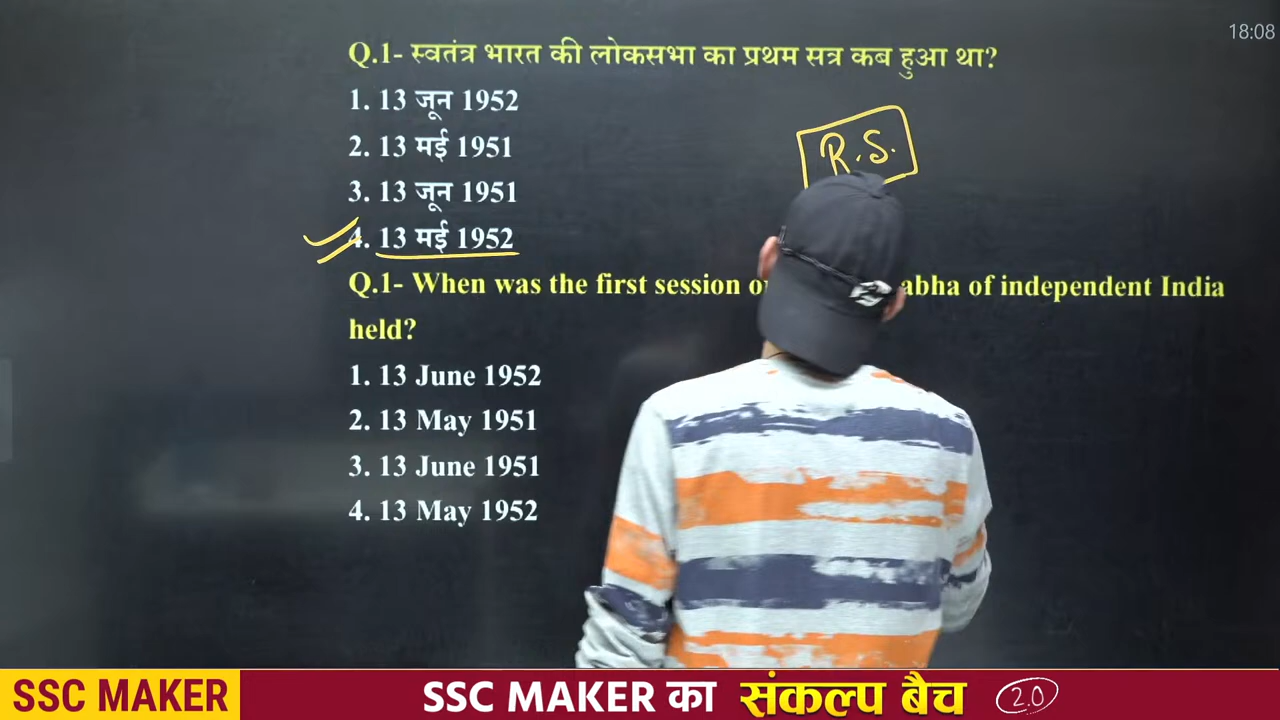 18:08
Q.1- स्वतंत्र भारत की लोकसभा का प्रथम सत्र कब हुआ था?
1. 13 जून 1952
2. 13 मई 1951
R.S.
3. 13 जून 1951
4. 13 मई 1952
Q.1- When was the first session abha of independent India
held?
1. 13 June 1952
2. 13 May 1951
3. 13 June 1951
4. 13 May 1952
SSC MAKER
SSC MAKER का संकल्प बैच 2.0